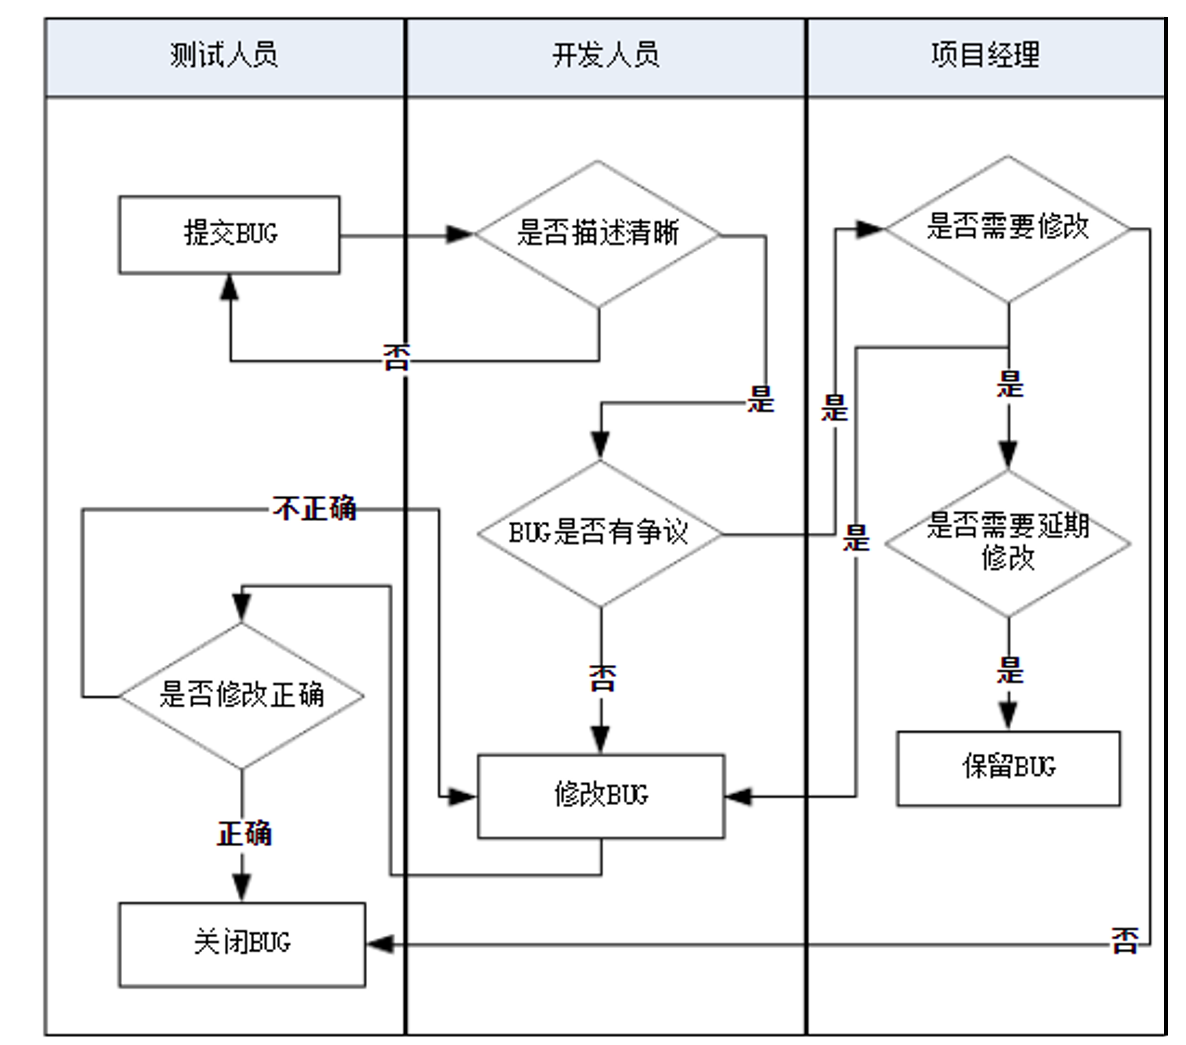 测试人员
开发人员
项目经理
提交BUG
是否描述清晰
是否需要修改
否
是
是
是
不正确
BUG是否有争议
是
是否需要延期
修改
是否修改正确
否
是
修改BUG
保留BUG
正确
关闭BUG
否